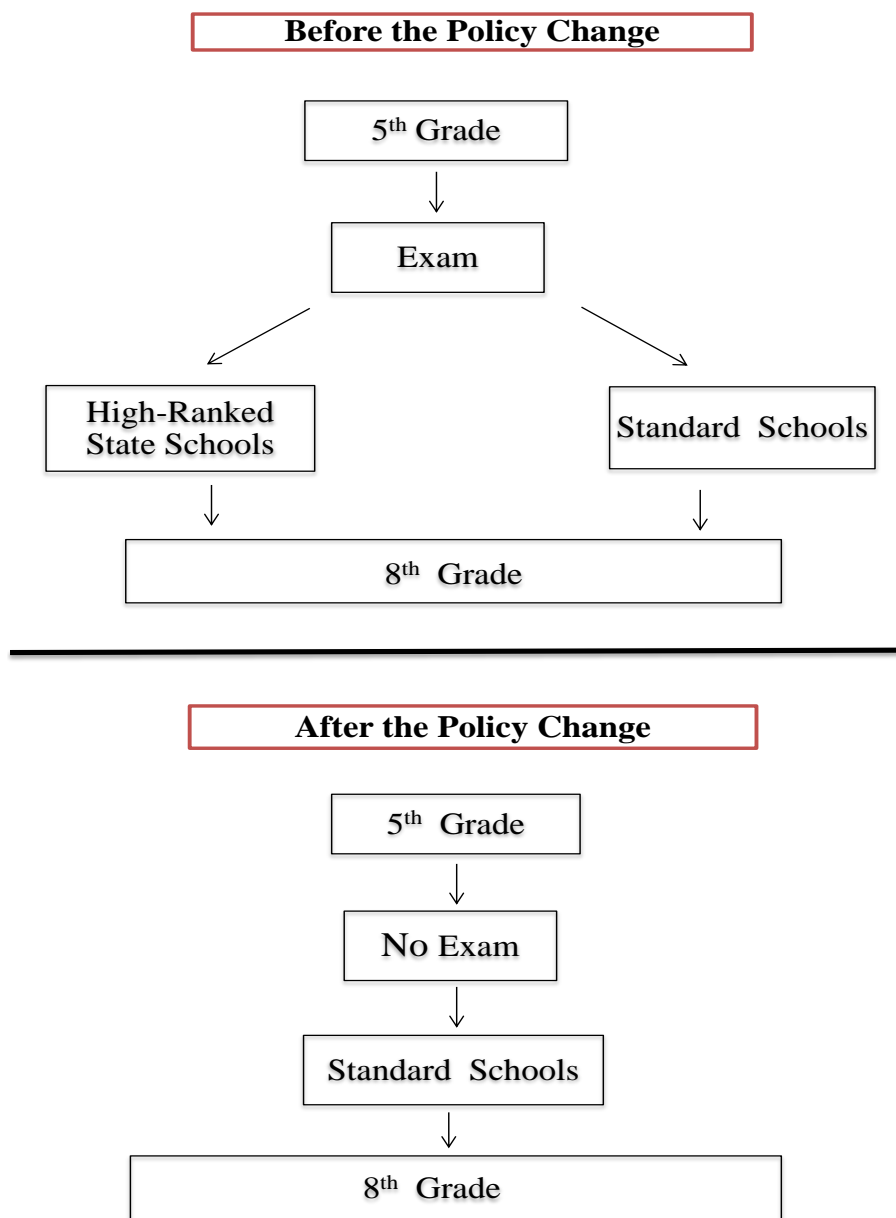 Before the Policy Change
5th Grade
Exam
High-Ranked
State Schools
Standard Schools
8th Grade
After the Policy Change
5th Grade
No Exam
Standard Schools
8th Grade